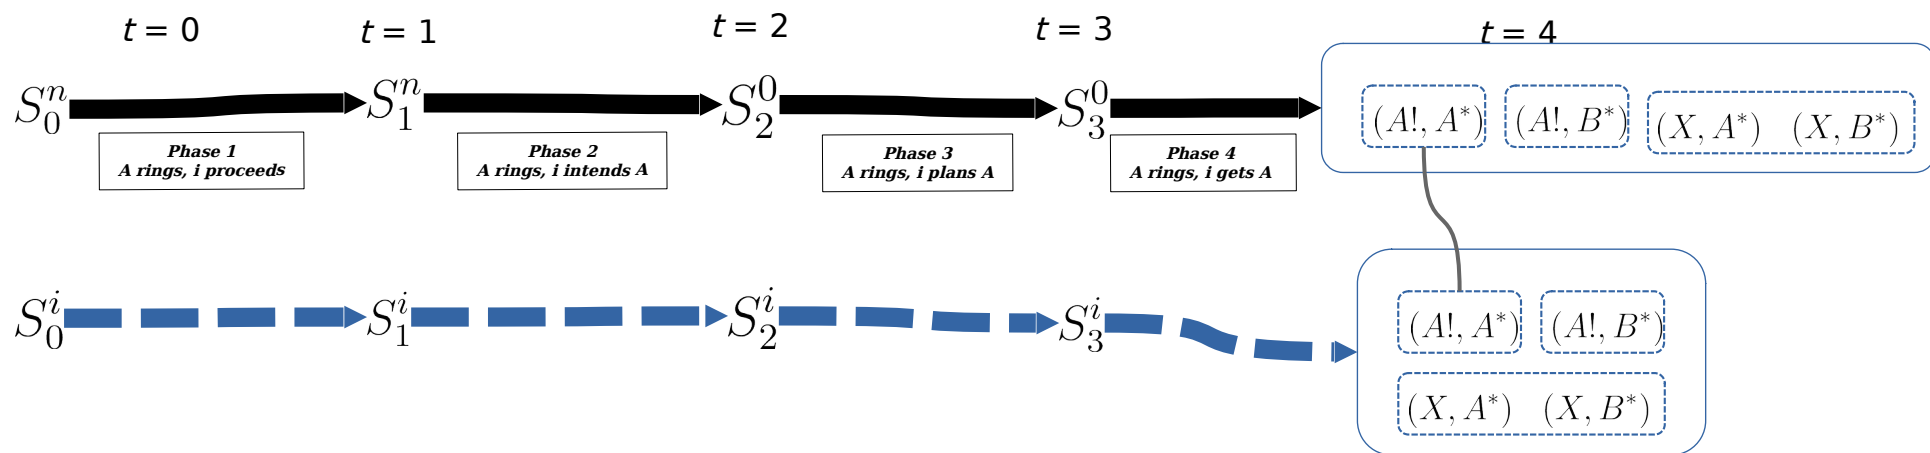 t = 0 t = 1 t = 2 t = 3 t = 4
S_0^n S_1^n S_2^0 S_3^0 (A!, A*) (A!, B*) (X, A*) (X, B*)
Phase 1
A rings, i proceeds
Phase 2
A rings, i intends A
Phase 3
A rings, i plans A
Phase 4
A rings, i gets A
S_0^i S_1^i S_2^i S_3^i (A!, A*) (A!, B*)
(X, A*) (X, B*)